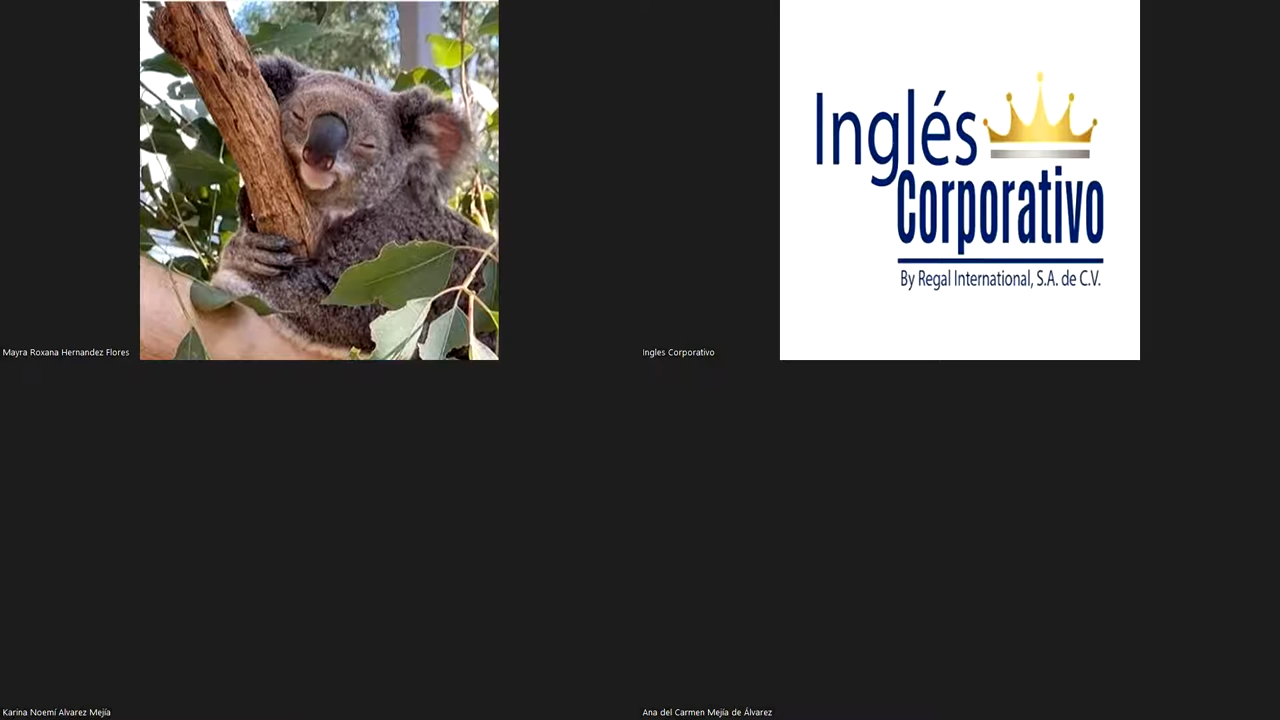 Inglés
Corporativo
By Regal International, S.A. de C.V.
Mayra Roxana Hernandez Flores
Ingles Corporativo
Karina Noemí Alvarez Mejía
Ana del Carmen Mejía de Álvarez